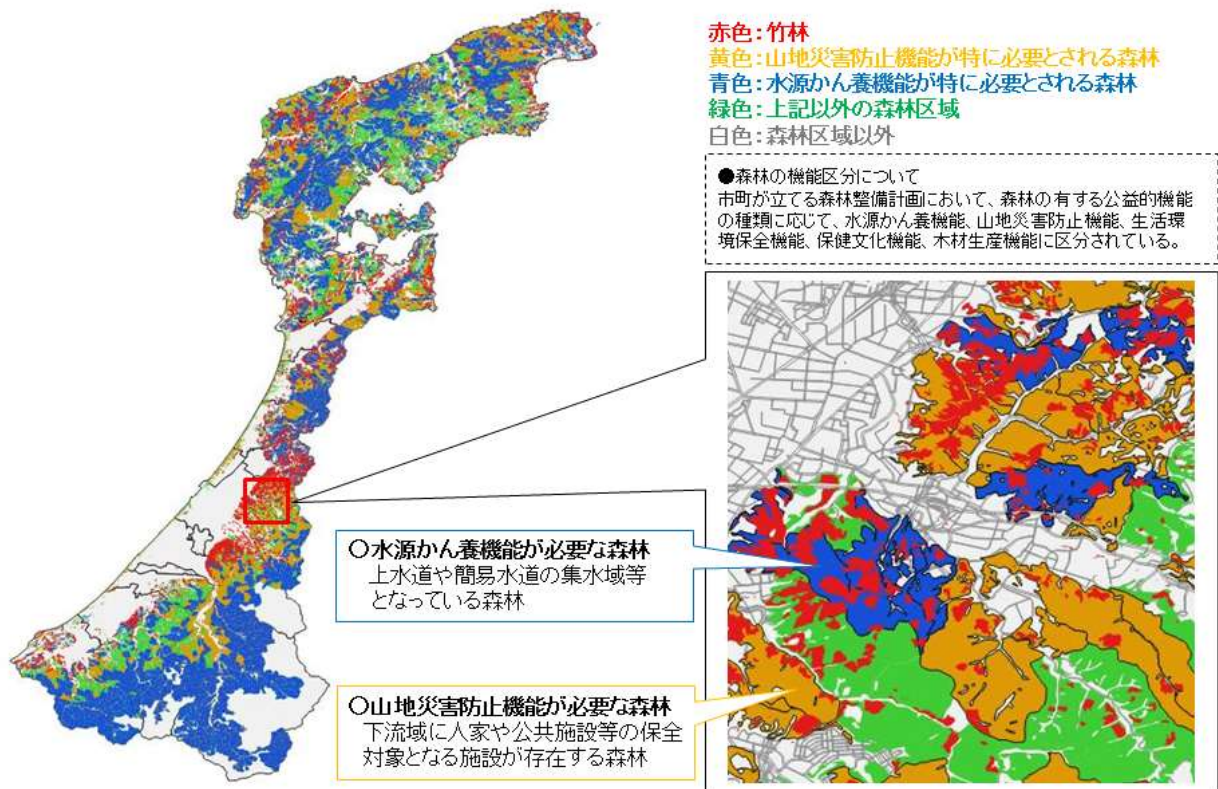 赤色：竹林
黄色：山地災害防止機能が特に必要とされる森林
青色：水源かん養機能が特に必要とされる森林
緑色：上記以外の森林区域
白色：森林区域以外
●森林の機能区分について
市町が立てる森林整備計画において、森林の有する公益的機能
の種類に応じて、水源かん養機能、山地災害防止機能、生活環
境保全機能、保健文化機能、木材生産機能に区分されている。
〇水源かん養機能が必要な森林
上水道や簡易水道の集水域等
となっている森林
〇山地災害防止機能が必要な森林
下流域に人家や公共施設等の保全
対象となる施設が存在する森林